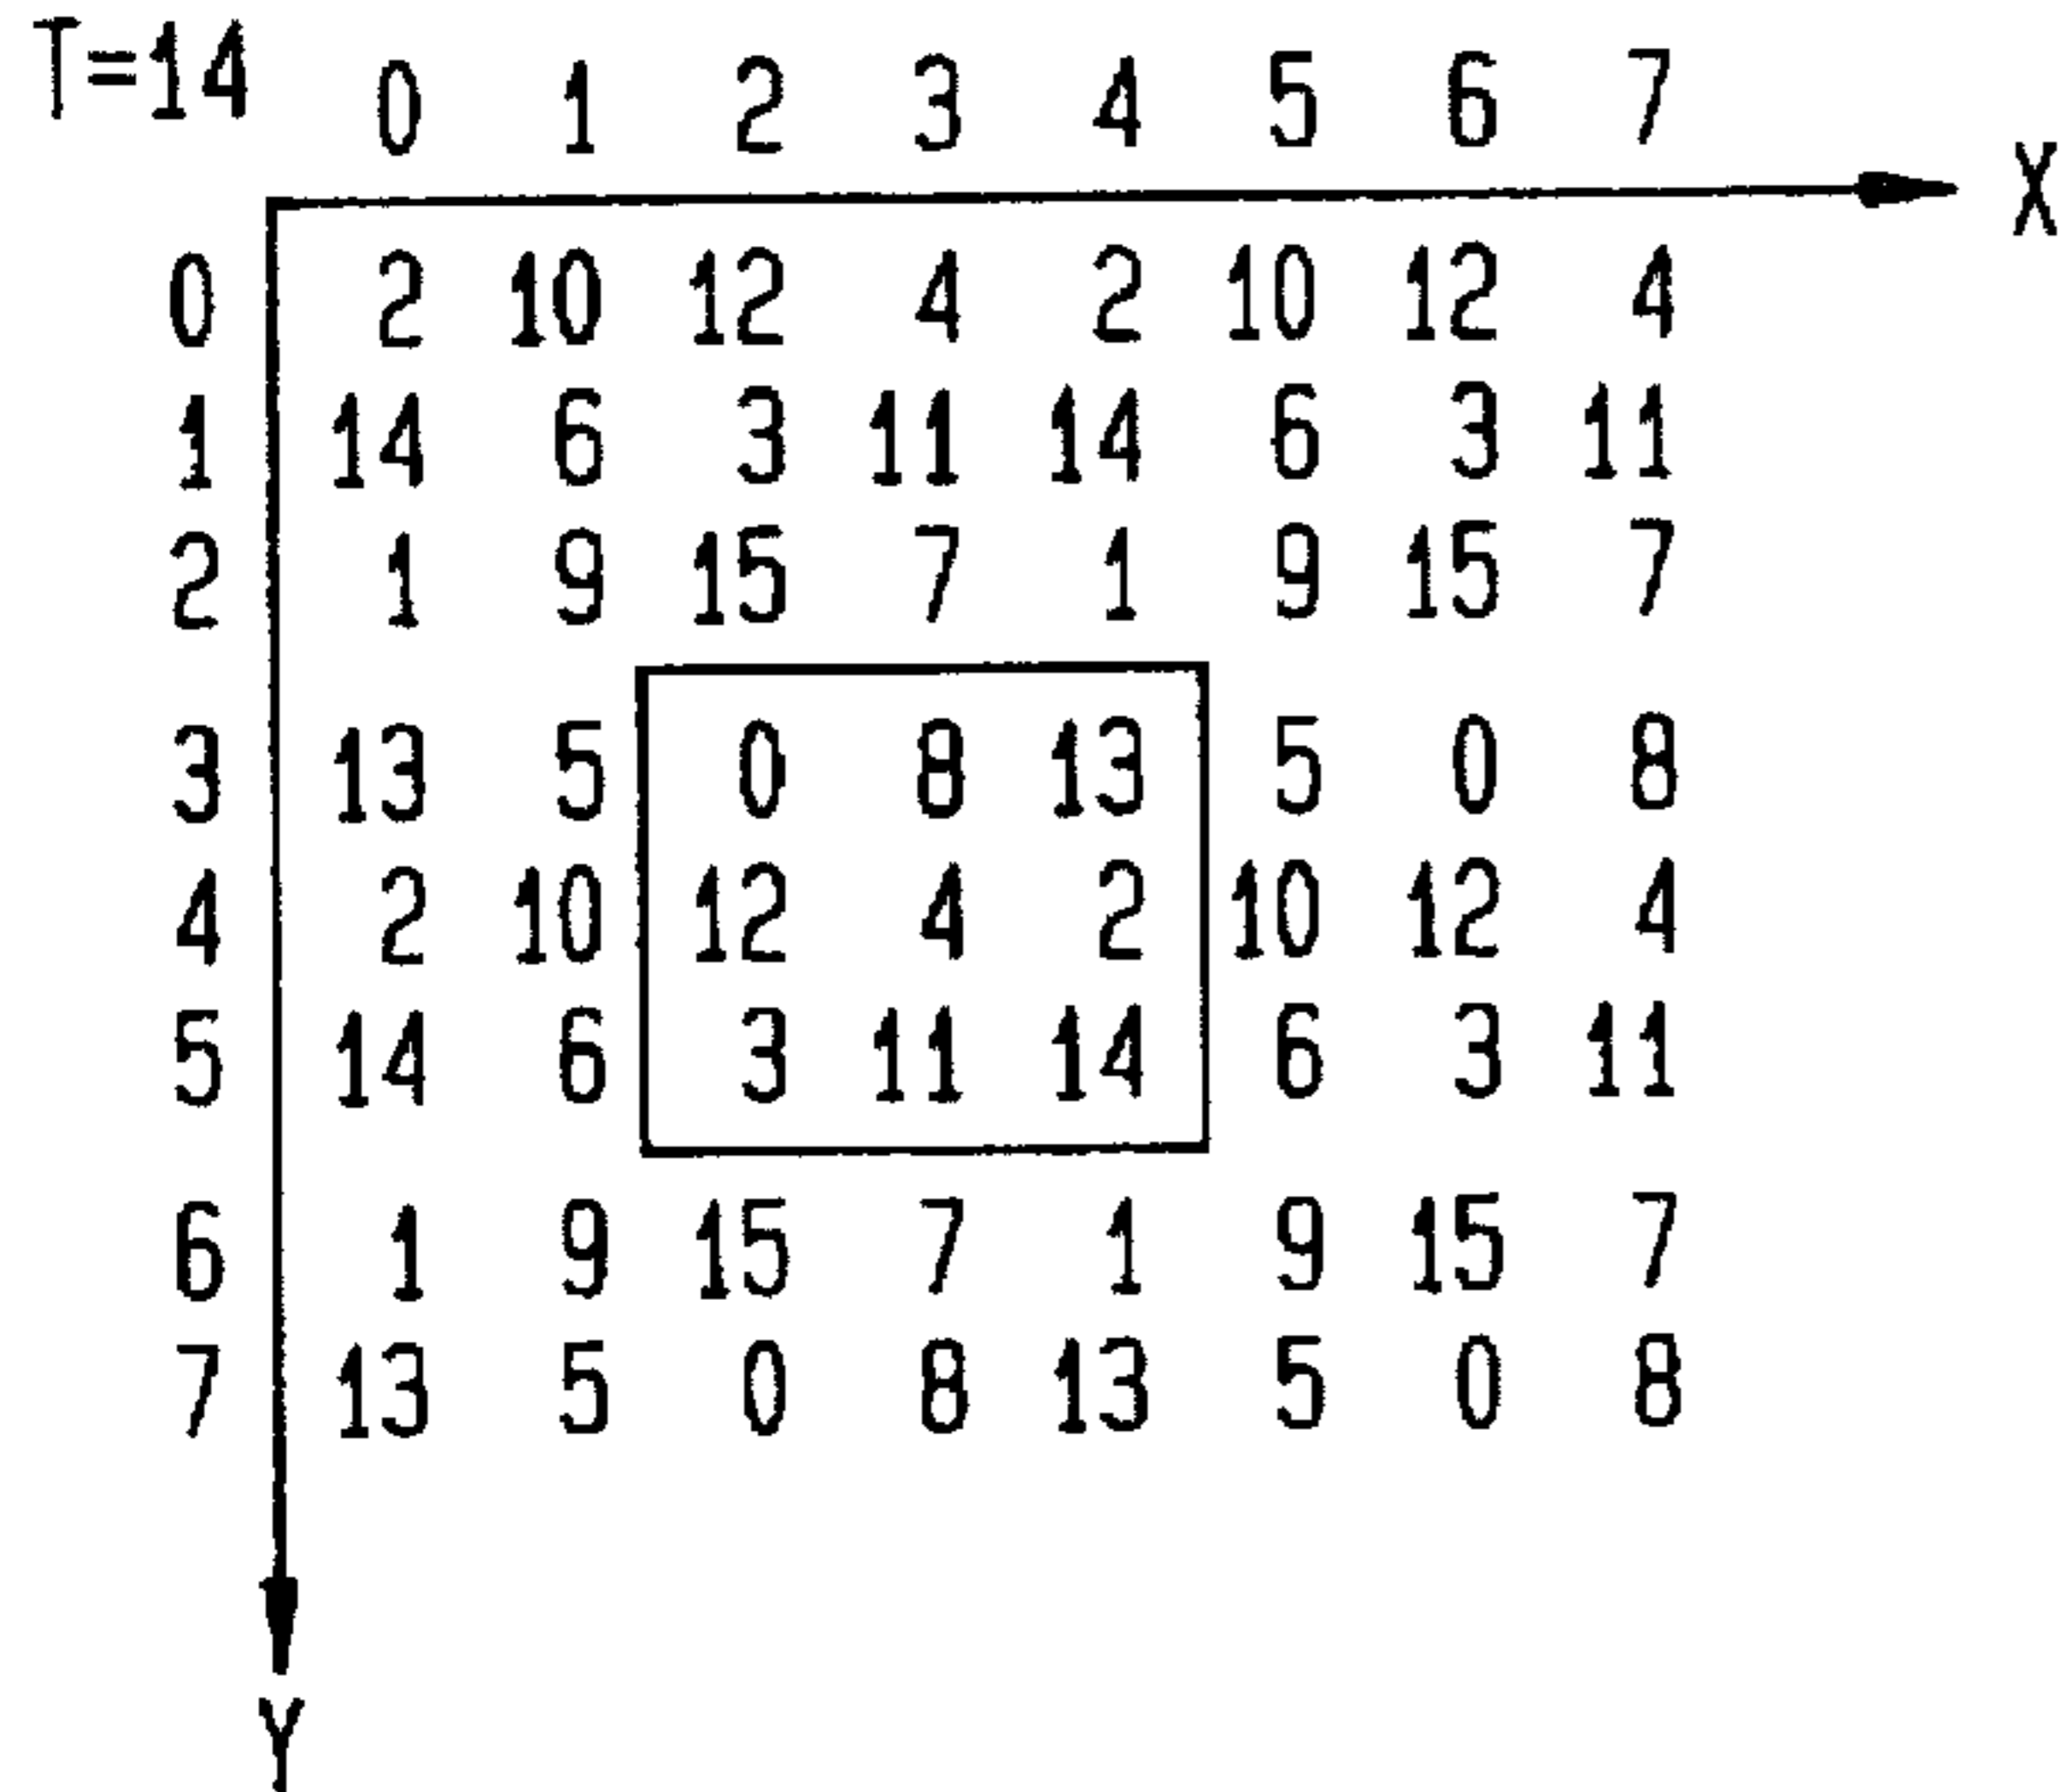 T=14 0 1 2 3 4 5 6 7
X
0 2 10 12 4 2 10 12 4
1 14 6 3 11 14 6 3 11
2 1 9 15 7 1 9 15 7
3 13 5 0 8 13 5 0 8
4 2 10 12 4 2 10 12 4
5 14 6 3 11 14 6 3 11
6 1 9 15 7 1 9 15 7
7 13 5 0 8 13 5 0 8
Y